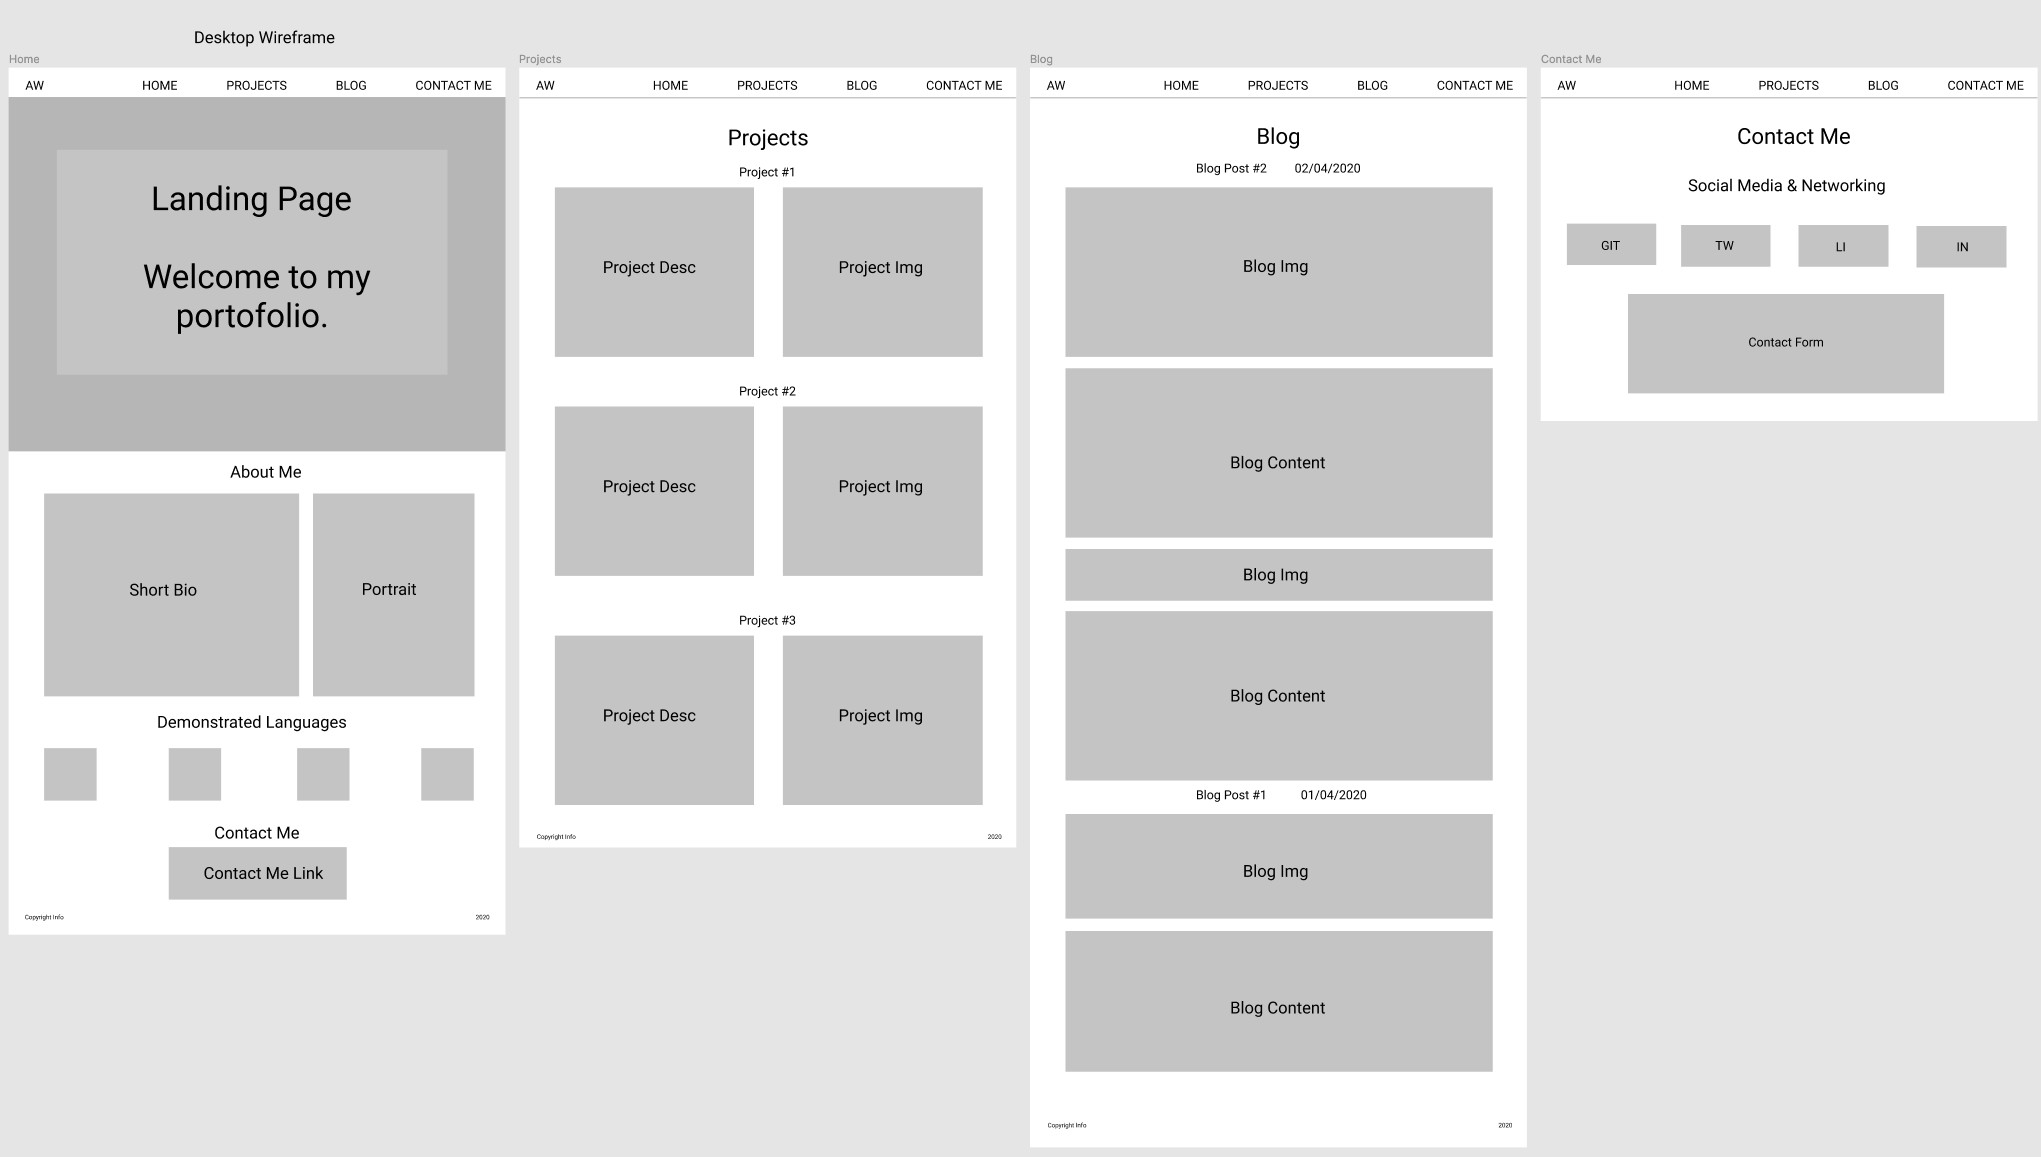 Desktop Wireframe
Home
AW HOME PROJECTS BLOG CONTACT ME
Landing Page
Welcome to my
portofolio.
About Me
Short Bio
Portrait
Demonstrated Languages
Contact Me
Contact Me Link
Copyright Info 2020
Projects
AW HOME PROJECTS BLOG CONTACT ME
Projects
Project #1
Project Desc
Project Img
Project #2
Project Desc
Project Img
Project #3
Project Desc
Project Img
Copyright Info 2020
Blog
AW HOME PROJECTS BLOG CONTACT ME
Blog
Blog Post #2 02/04/2020
Blog Img
Blog Content
Blog Img
Blog Content
Blog Post #1 01/04/2020
Blog Img
Blog Content
Copyright Info 2020
Contact Me
AW HOME PROJECTS BLOG CONTACT ME
Contact Me
Social Media & Networking
GIT
TW
LI
IN
Contact Form